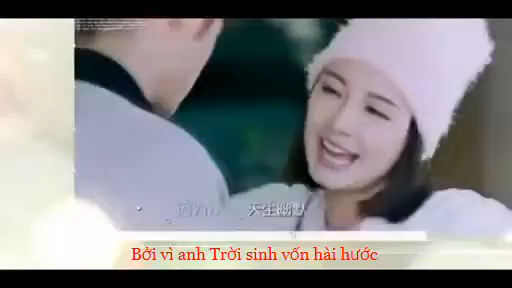 天生幽默
Bởi vì anh Trời sinh vốn hài hước